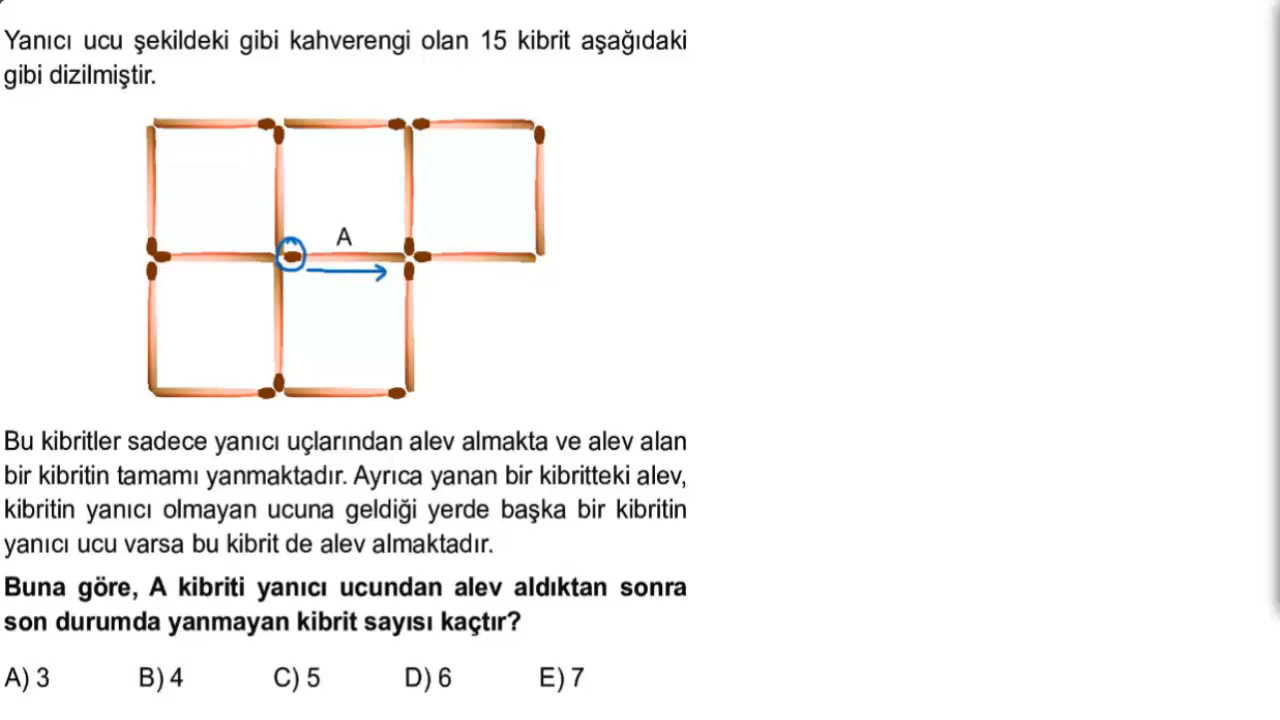 Yanıcı ucu şekildeki gibi kahverengi olan 15 kibrit aşağıdaki
gibi dizilmiştir.
A
Bu kibritler sadece yanıcı uçlarından alev almakta ve alev alan
bir kibritin tamamı yanmaktadır. Ayrıca yanan bir kibritteki alev,
kibritin yanıcı olmayan ucuna geldiği yerde başka bir kibritin
yanıcı ucu varsa bu kibrit de alev almaktadır.
Buna göre, A kibriti yanıcı ucundan alev aldıktan sonra
son durumda yanmayan kibrit sayısı kaçtır?
A) 3 B) 4 C) 5 D) 6 E) 7